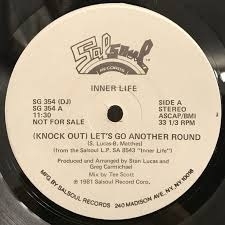 Salsoul
RECORDS
INNER LIFE
SG 354 (DJ)
SG 354 A
11:30
NOT FOR SALE
SIDE A
STEREO
ASCAP/BMI
33 1/3 RPM
(KNOCK OUT) LET'S GO ANOTHER ROUND
(S. Lucas-B. Matches)
(from the Salsoul L.P. SA 8543 "Inner Life")
Produced and Arranged by Stan Lucas and
Greg Carmichael
Mix by Tee Scott
℗ 1981 Salsoul Record Corp.
MFG. BY SALSOUL RECORDS 240 MADISON AVE. N.Y. N.Y. 10016